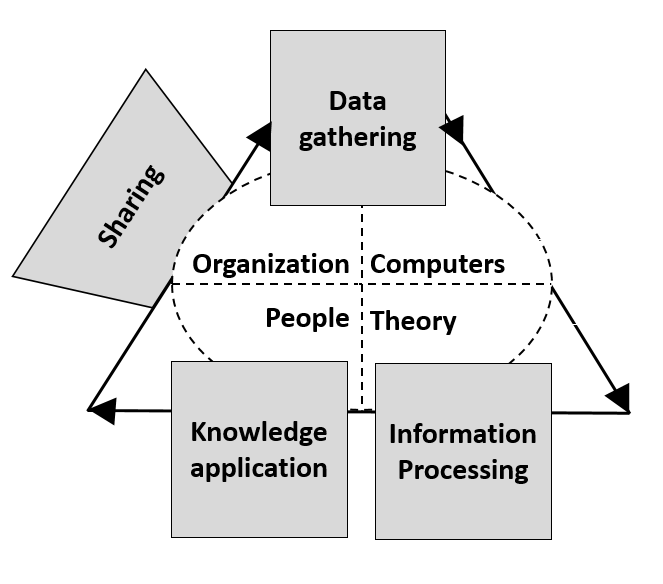 Data
gathering
Sharing
Organization
Computers
People
Theory
Knowledge
application
Information
Processing